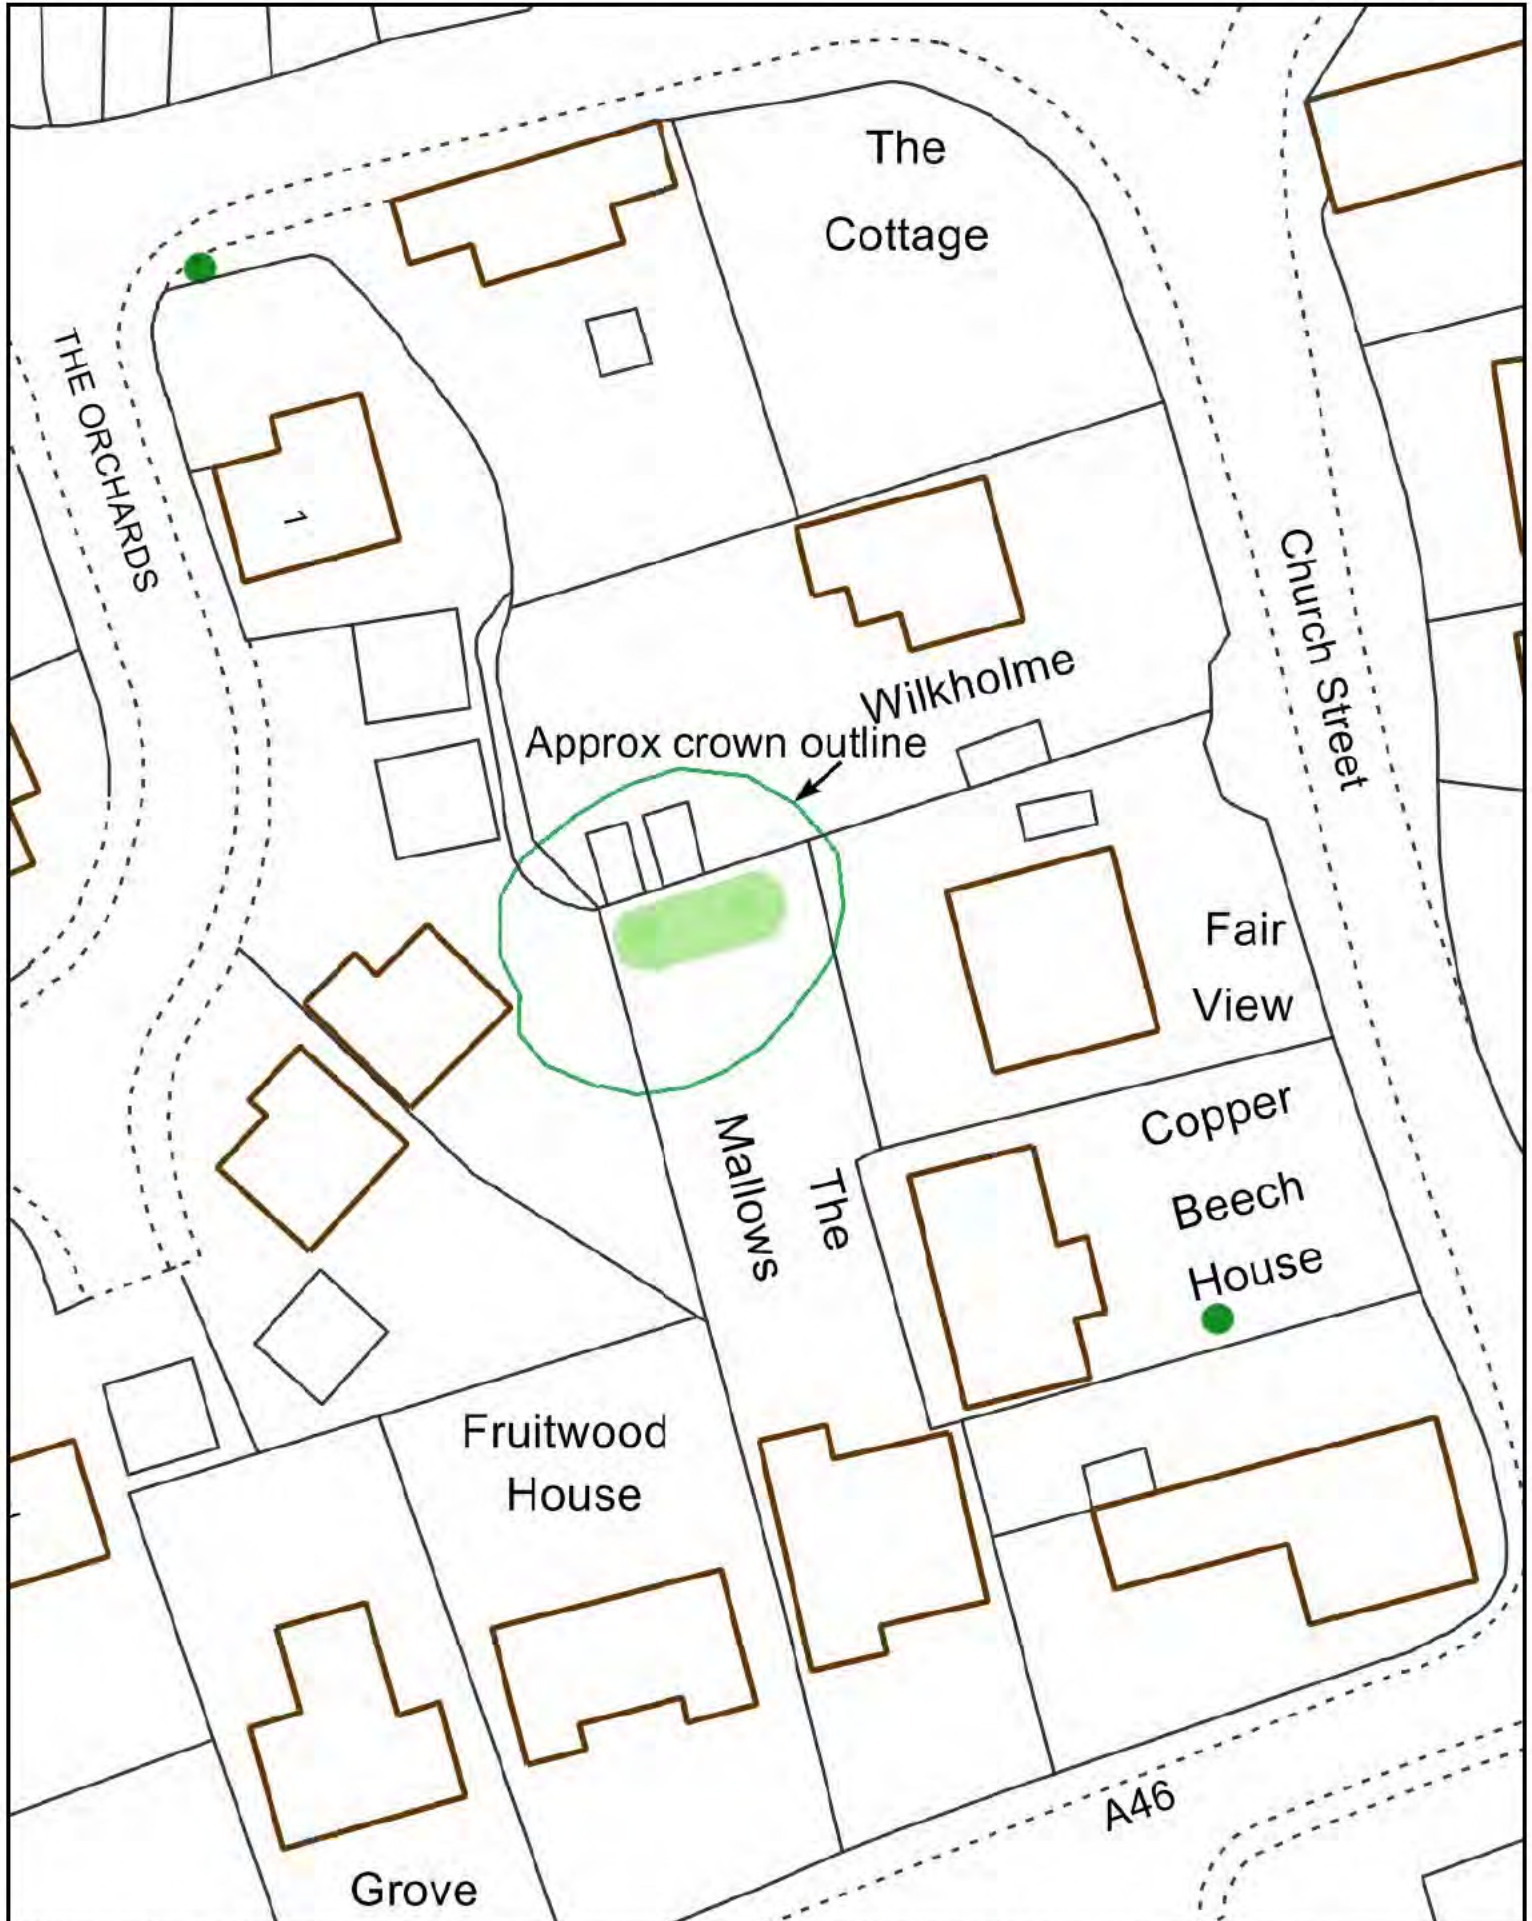 The
Cottage
THE ORCHARDS
1
Church Street
Wilkholme
Approx crown outline
Fair
View
Copper
Beech
House
The
Mallows
Fruitwood
House
A46
Grove